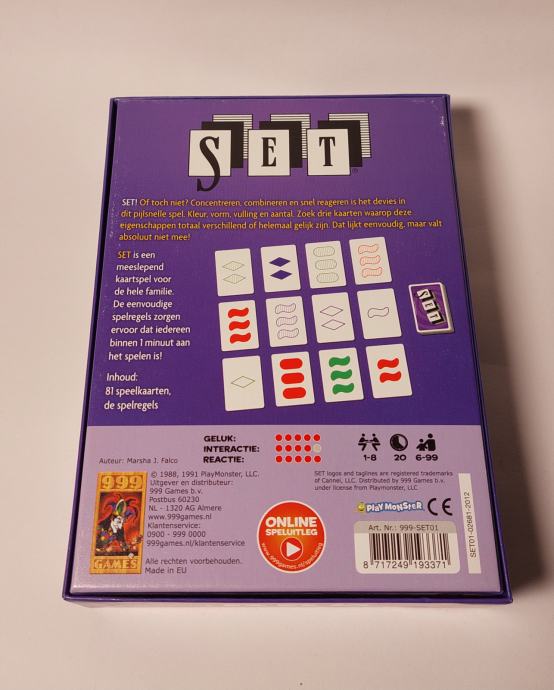 SET®
SET! Of toch niet? Concentreren, combineren en snel reageren is het devies in
dit pijlsnelle spel. Kleur, vorm, vulling en aantal. Zoek drie kaarten waarop deze
eigenschappen totaal verschillend of helemaal gelijk zijn. Dat lijkt eenvoudig, maar valt
absoluut niet mee!
SET is een
meeslepend
kaartspel voor
de hele familie.
De eenvoudige
spelregels zorgen
ervoor dat iedereen
binnen 1 minuut aan
het spelen is!
SET
Inhoud:
81 speelkaarten,
de spelregels
Auteur: Marsha J. Falco
GELUK:
INTERACTIE:
REACTIE:
1-8 20 6-99
999
GAMES
© 1988, 1991 PlayMonster, LLC.
Uitgever en distributeur:
999 Games b.v.
Postbus 60230
NL - 1320 AG Almere
www.999games.nl
Klantenservice:
0900 - 999 0000
999games.nl/klantenservice
Alle rechten voorbehouden.
Made in EU
ONLINE
SPELUITLEG
www.999games.nl/speluitleg
SET logos and taglines are registered trademarks
of Cannei, LLC. Distributed by 999 Games b.v.
under license from PlayMonster, LLC
PLAYMONSTER CE
Art. Nr.: 999-SET01
8 717249 193371
SET01-02681-2012